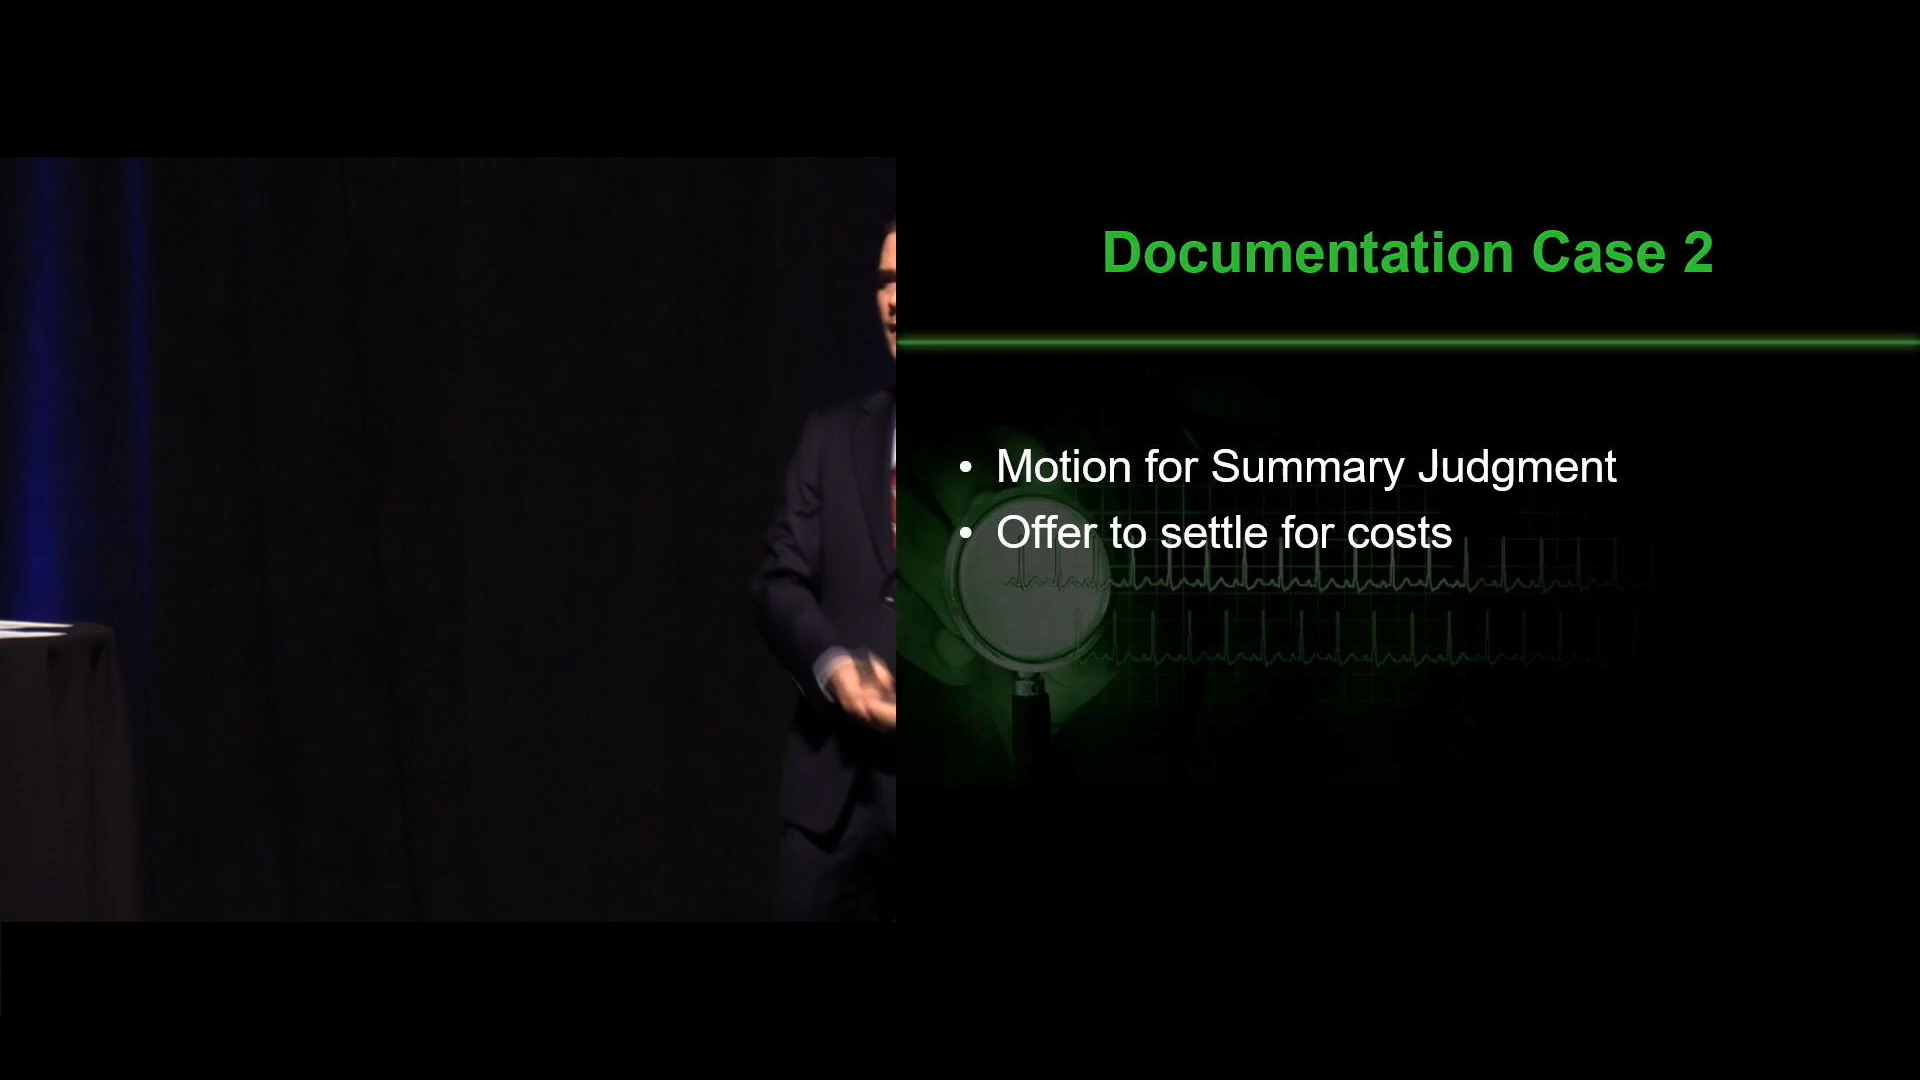 Documentation Case 2
• Motion for Summary Judgment
• Offer to settle for costs